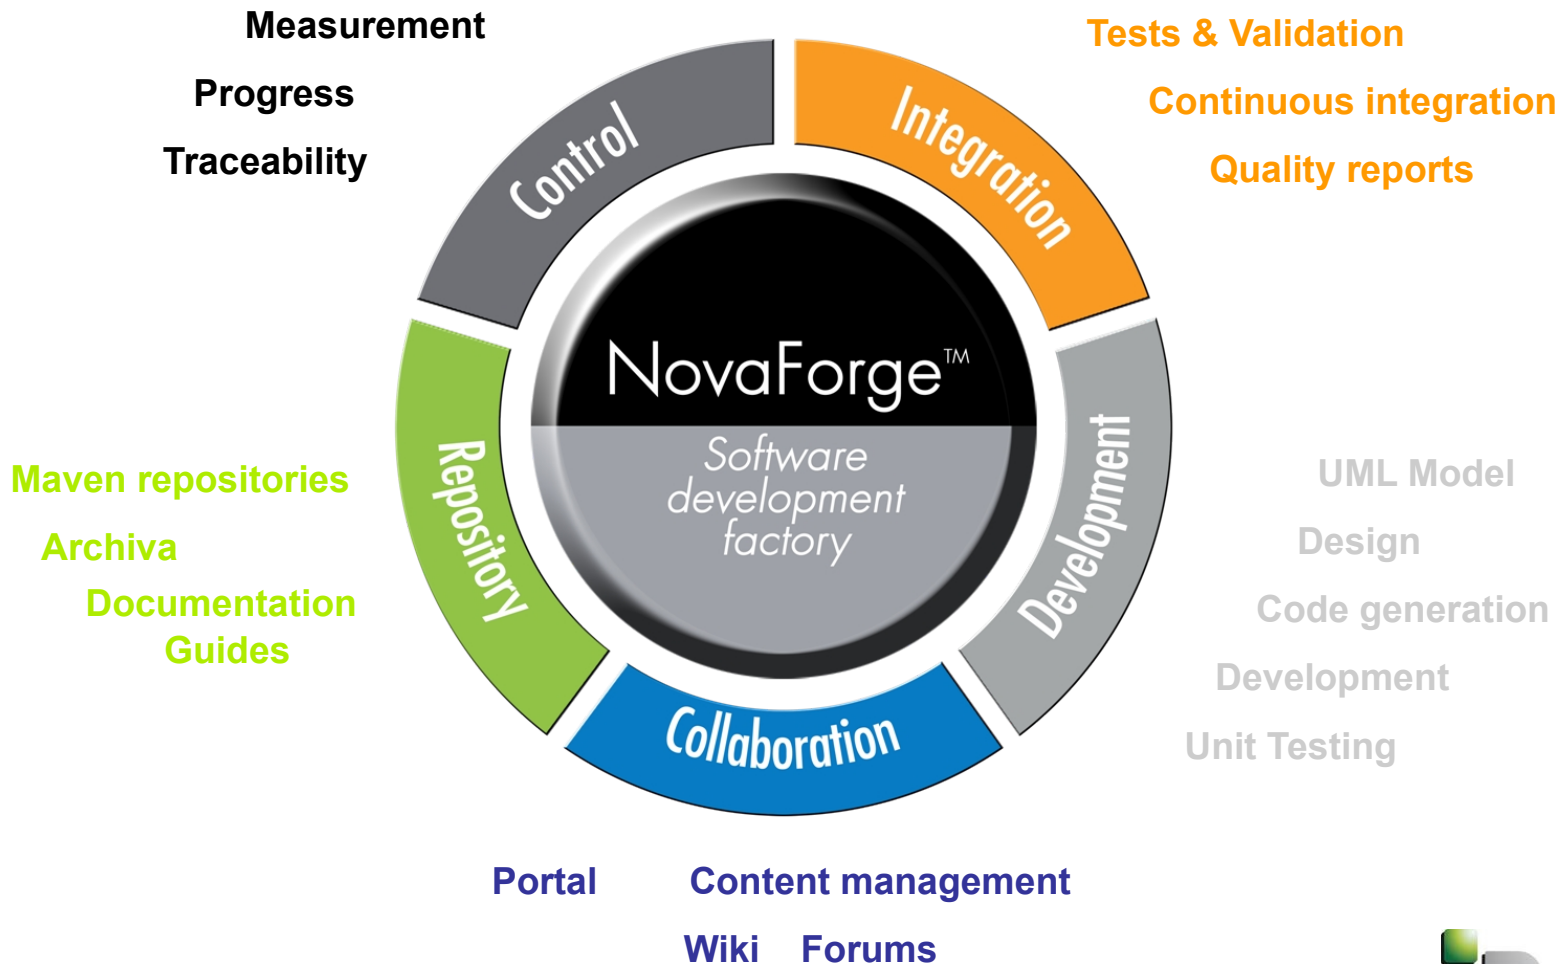 Measurement
Progress
Traceability
Tests & Validation
Continuous integration
Quality reports
Control
Integration
NovaForge™
Software
development
factory
Repository
Development
Collaboration
Maven repositories
Archiva
Documentation
Guides
UML Model
Design
Code generation
Development
Unit Testing
Portal
Content management
Wiki
Forums